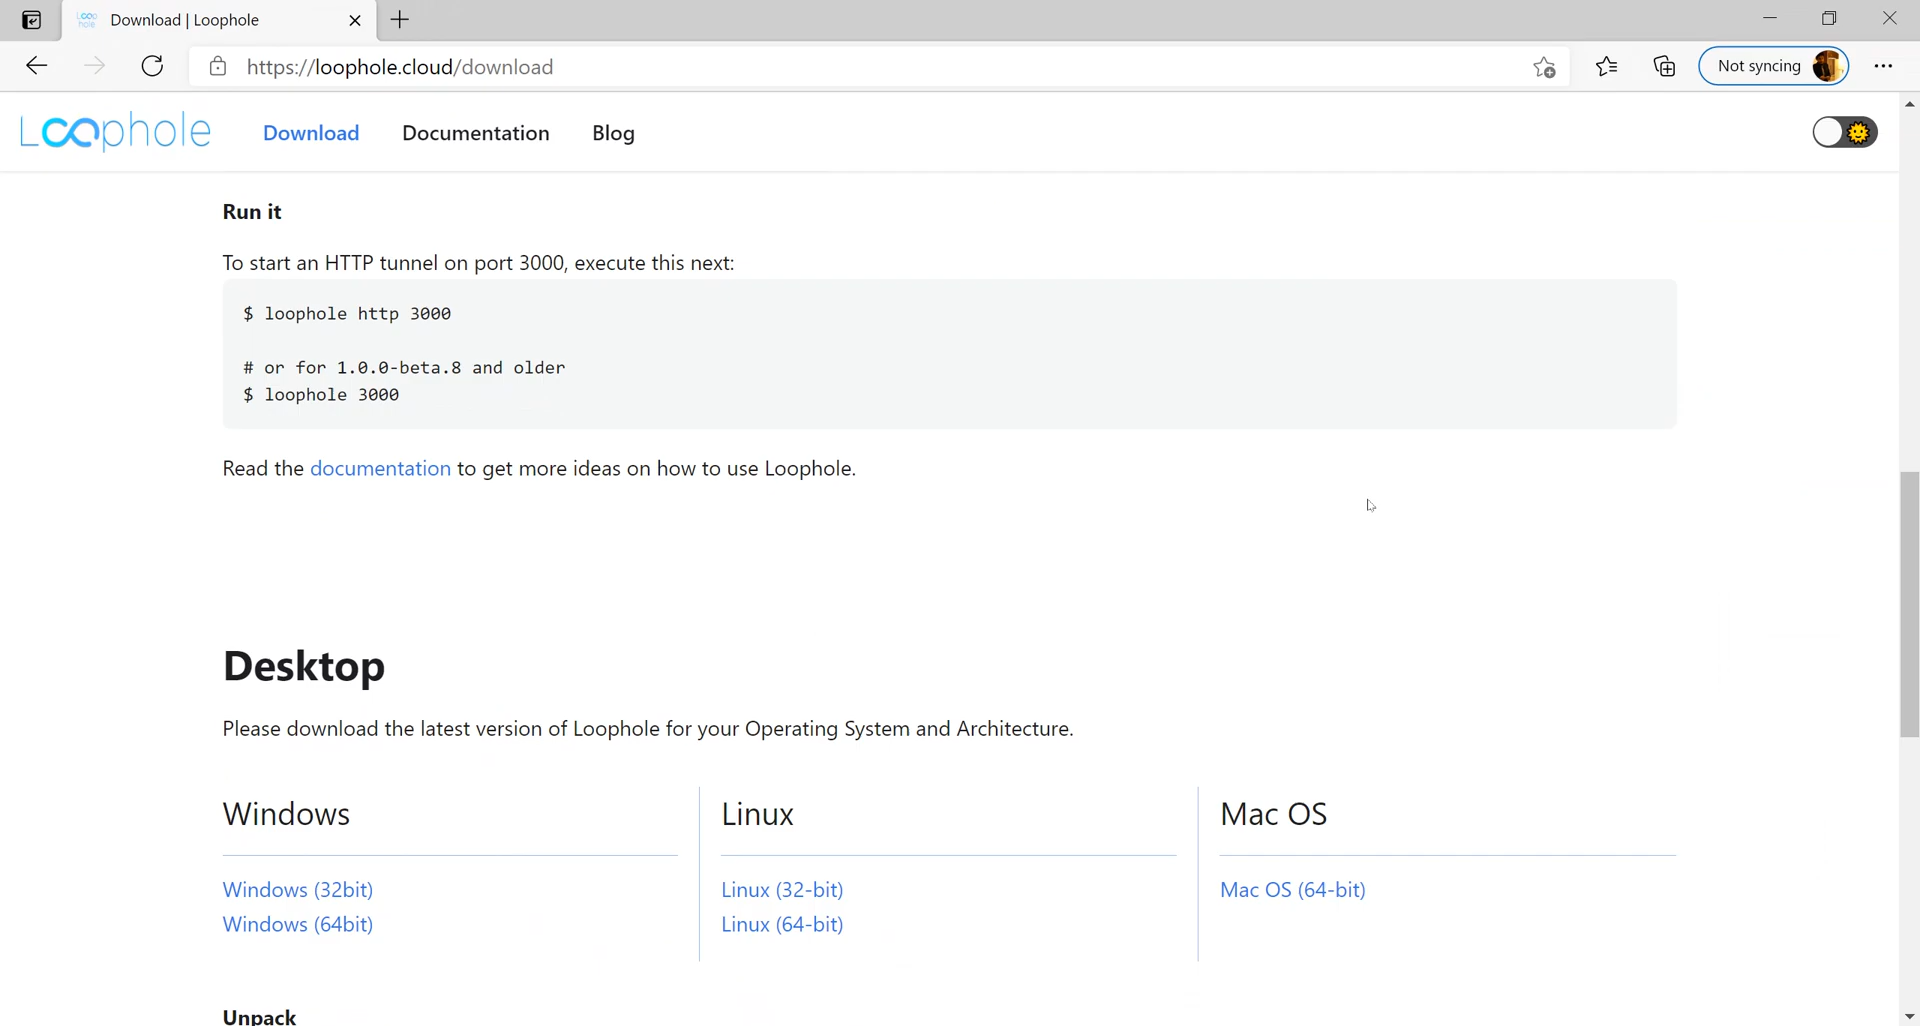 Download | Loophole
https://loophole.cloud/download
Not syncing
Loophole
Download
Documentation
Blog
Run it
To start an HTTP tunnel on port 3000, execute this next:
$ loophole http 3000
# or for 1.0.0-beta.8 and older
$ loophole 3000
Read the documentation to get more ideas on how to use Loophole.
Desktop
Please download the latest version of Loophole for your Operating System and Architecture.
Windows
Windows (32bit)
Windows (64bit)
Linux
Linux (32-bit)
Linux (64-bit)
Mac OS
Mac OS (64-bit)
Unpack